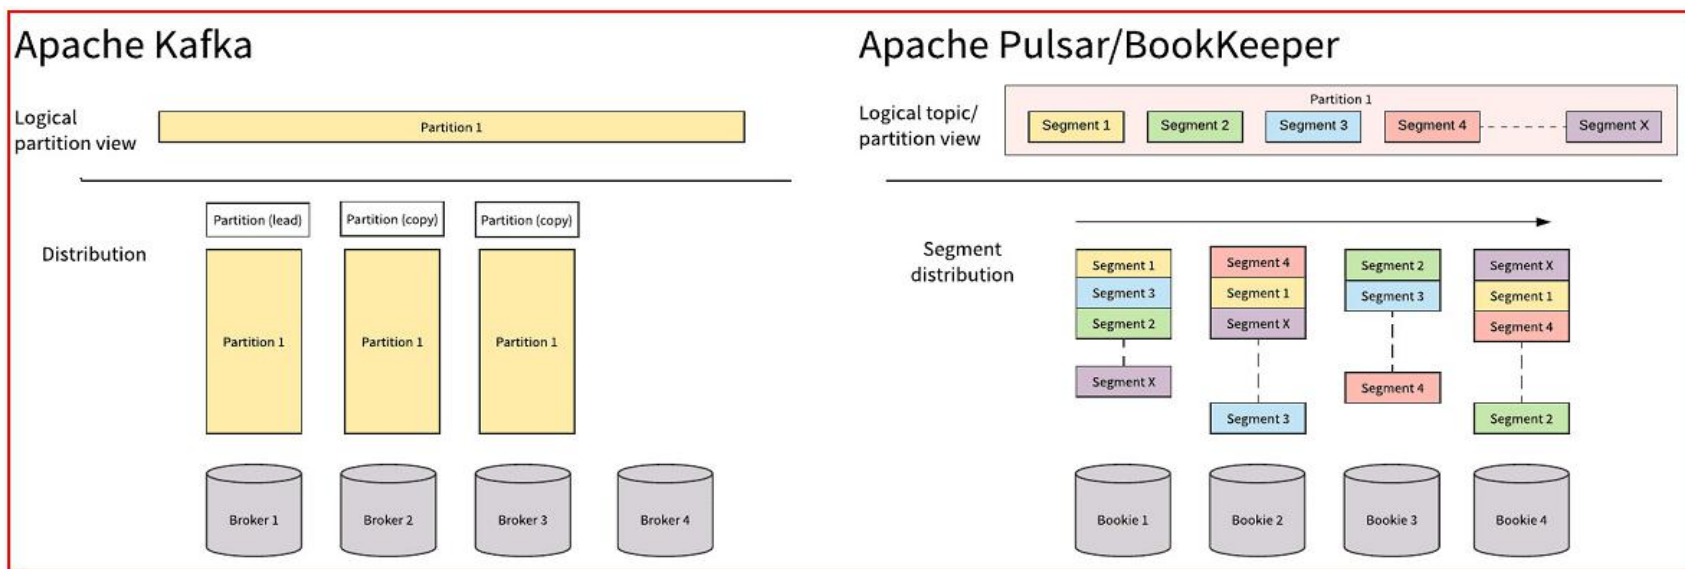 Apache Kafka
Logical
partition view
Partition 1
Partition (lead)
Partition (copy)
Partition (copy)
Distribution
Partition 1
Partition 1
Partition 1
Broker 1
Broker 2
Broker 3
Broker 4
Apache Pulsar/BookKeeper
Logical topic/
partition view
Partition 1
Segment 1
Segment 2
Segment 3
Segment 4
Segment X
Segment
distribution
Segment 1
Segment 3
Segment 2
Segment X
Segment 4
Segment 1
Segment X
Segment 3
Segment 2
Segment 3
Segment 4
Segment X
Segment 1
Segment 4
Segment 2
Bookie 1
Bookie 2
Bookie 3
Bookie 4